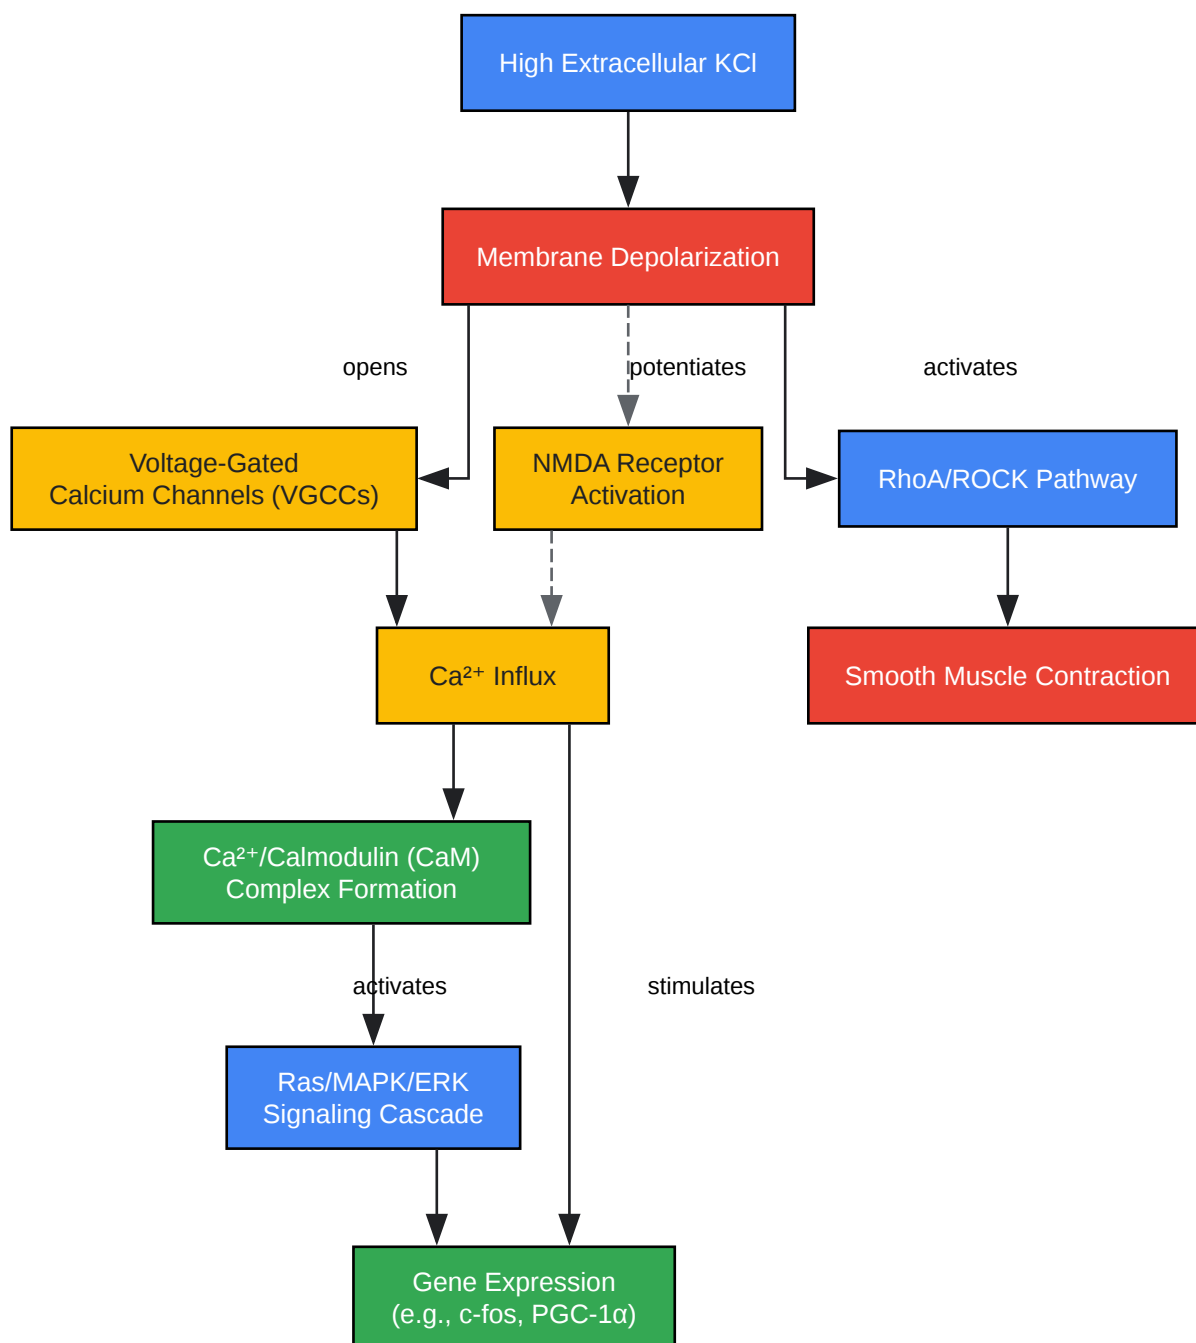 High Extracellular KCl
Membrane Depolarization
opens
potentiates
activates
Voltage-Gated
Calcium Channels (VGCCs)
NMDA Receptor
Activation
RhoA/ROCK Pathway
Ca²⁺ Influx
Smooth Muscle Contraction
Ca²⁺/Calmodulin (CaM)
Complex Formation
activates
stimulates
Ras/MAPK/ERK
Signaling Cascade
Gene Expression
(e.g., c-fos, PGC-1α)